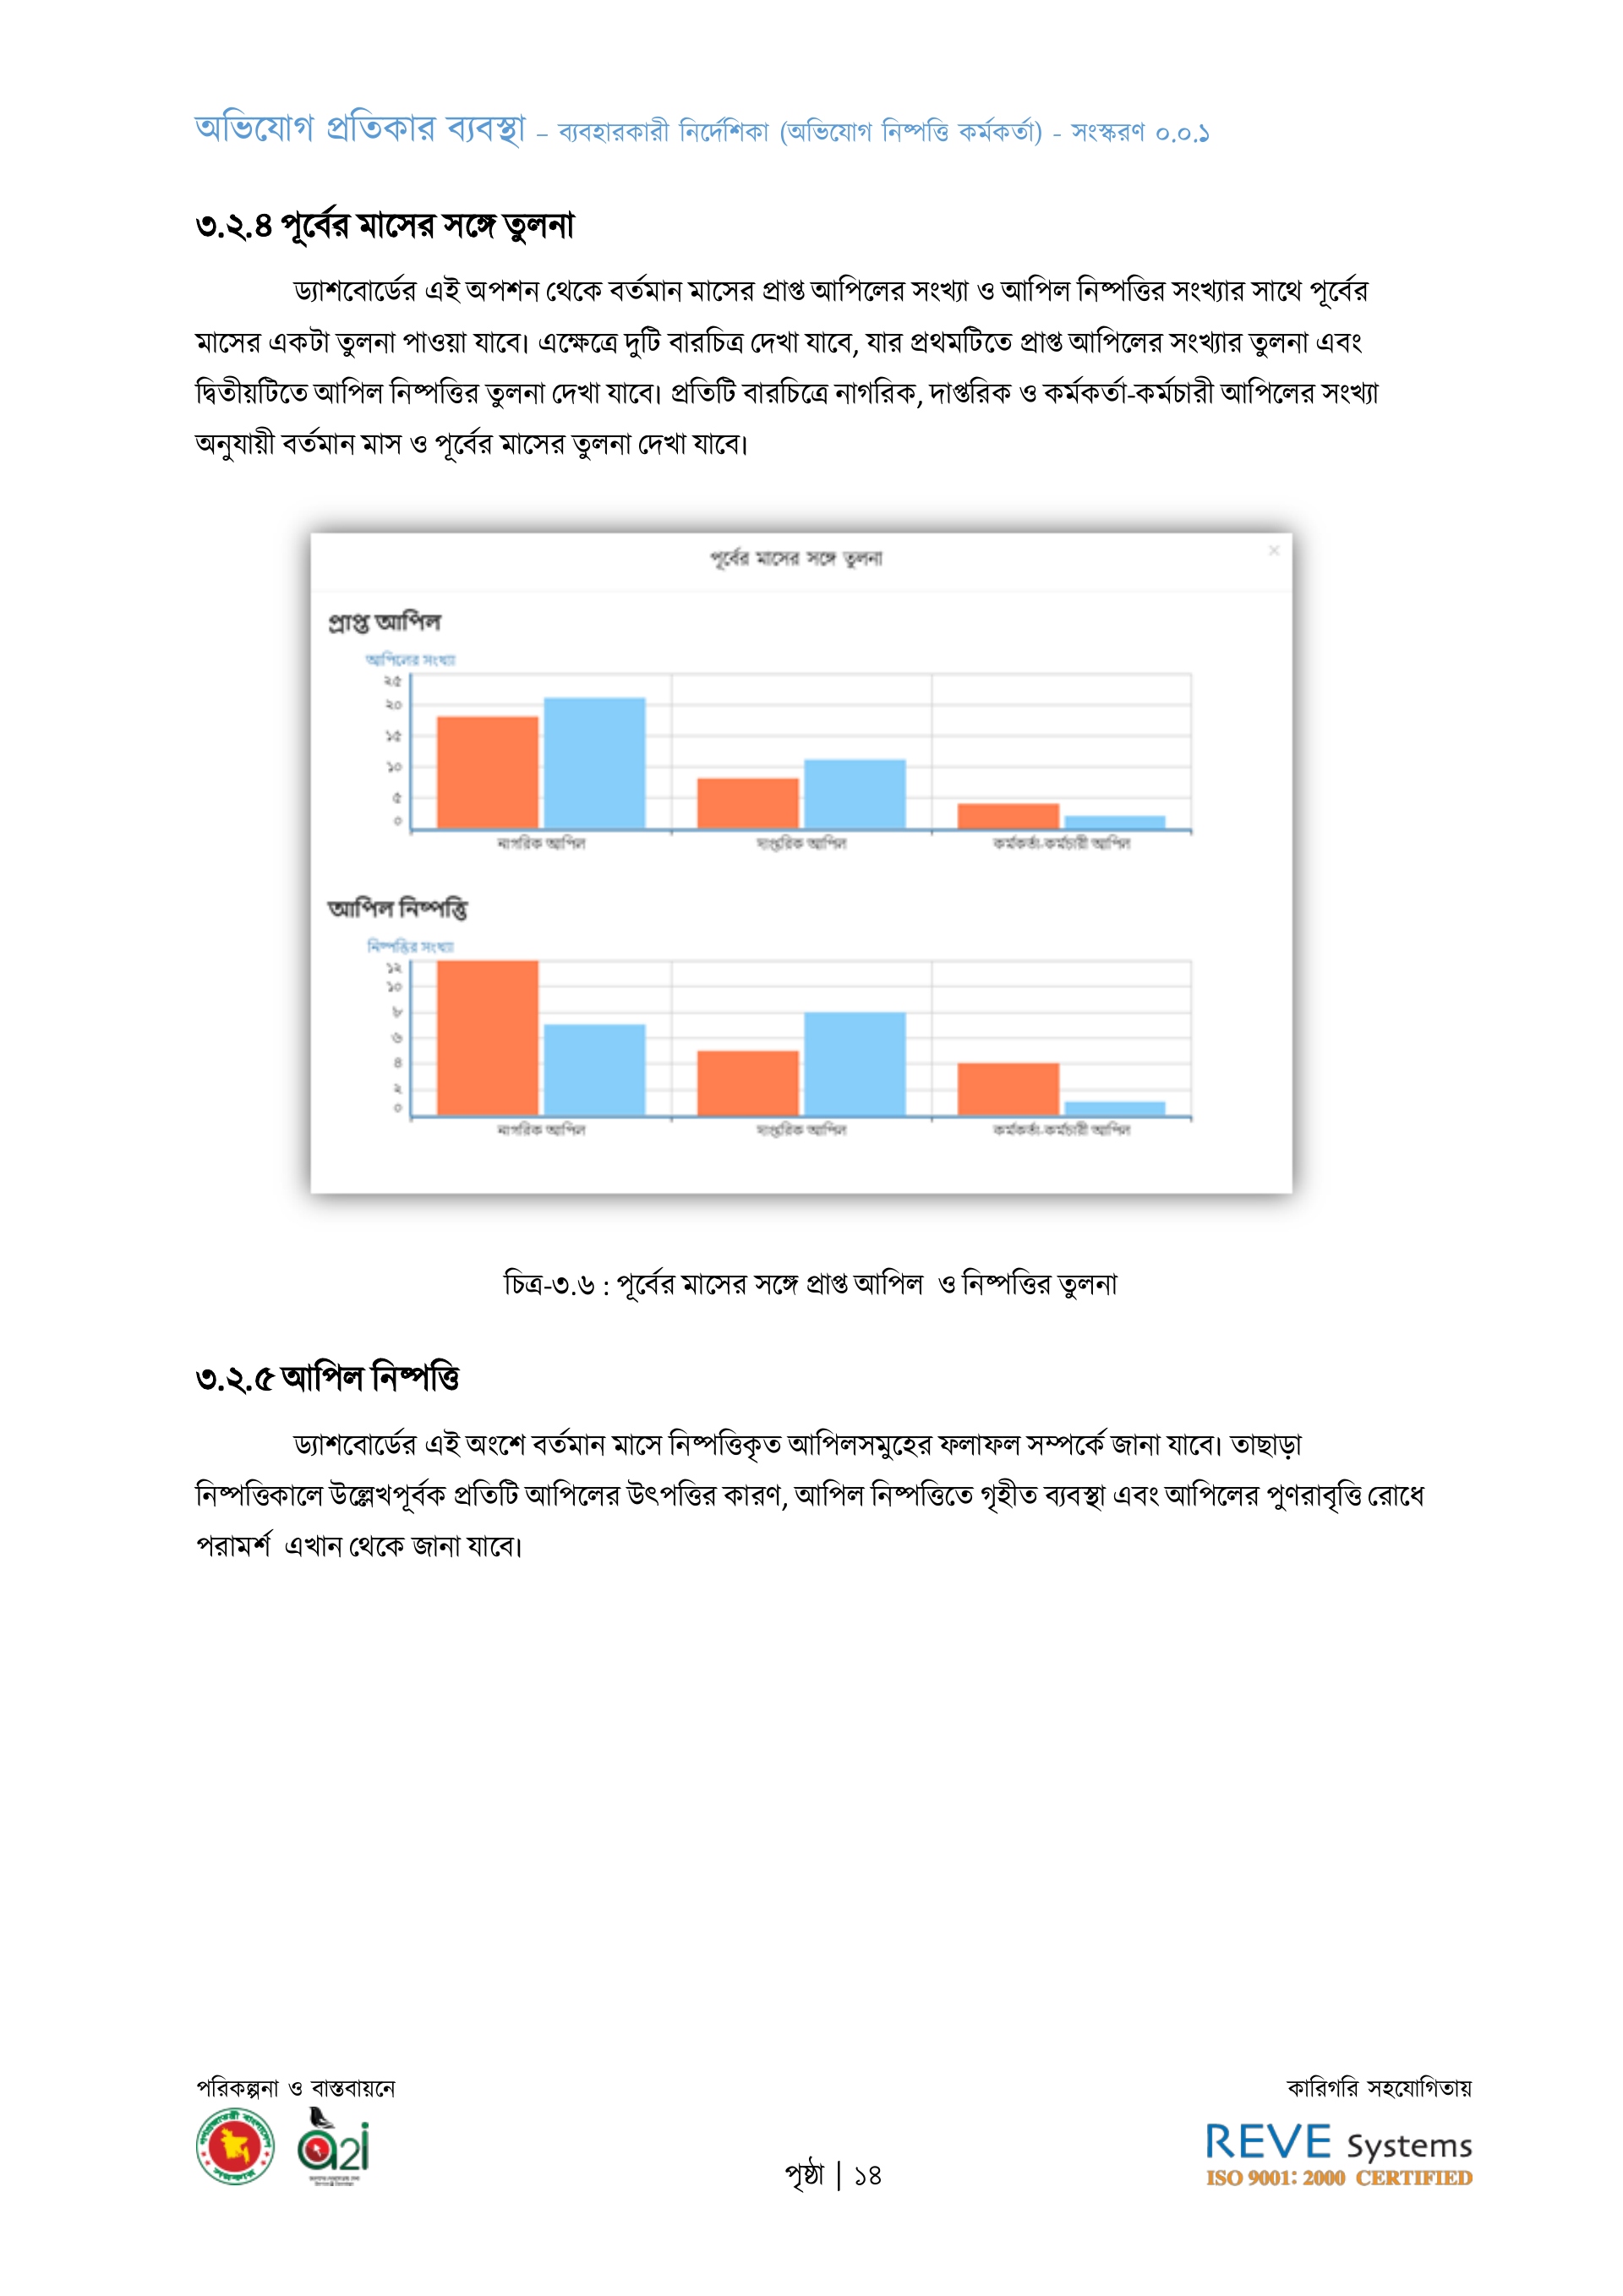 অভিযোগ প্রতিকার ব্যবস্থা – ব্যবহারকারী নির্দেশিকা (অভিযোগ নিষ্পত্তি কর্মকর্তা) - সংস্করণ ০.০.১
৩.২.৪ পূর্বের মাসের সঙ্গে তুলনা
ড্যাশবোর্ডের এই অপশন থেকে বর্তমান মাসের প্রাপ্ত আপিলের সংখ্যা ও আপিল নিষ্পত্তির সংখ্যার সাথে পূর্বের
মাসের একটা তুলনা পাওয়া যাবে। এক্ষেত্রে দুটি বারচিত্র দেখা যাবে, যার প্রথমটিতে প্রাপ্ত আপিলের সংখ্যার তুলনা এবং
দ্বিতীয়টিতে আপিল নিষ্পত্তির তুলনা দেখা যাবে। প্রতিটি বারচিত্রে নাগরিক, দাপ্তরিক ও কর্মকর্তা-কর্মচারী আপিলের সংখ্যা
অনুযায়ী বর্তমান মাস ও পূর্বের মাসের তুলনা দেখা যাবে।
পূর্বের মাসের সঙ্গে তুলনা
×
প্রাপ্ত আপিল
আপিলের সংখ্যা
২৫
২০
১৫
১০
৫
০
নাগরিক আপিল দাপ্তরিক আপিল কর্মকর্তা-কর্মচারী আপিল
আপিল নিষ্পত্তি
নিষ্পত্তির সংখ্যা
১২
১০
৮
৬
৪
২
০
নাগরিক আপিল দাপ্তরিক আপিল কর্মকর্তা-কর্মচারী আপিল
চিত্র-৩.৬ : পূর্বের মাসের সঙ্গে প্রাপ্ত আপিল ও নিষ্পত্তির তুলনা
৩.২.৫ আপিল নিষ্পত্তি
ড্যাশবোর্ডের এই অংশে বর্তমান মাসে নিষ্পত্তিকৃত আপিলসমুহের ফলাফল সম্পর্কে জানা যাবে। তাছাড়া
নিষ্পত্তিকালে উল্লেখপূর্বক প্রতিটি আপিলের উৎপত্তির কারণ, আপিল নিষ্পত্তিতে গৃহীত ব্যবস্থা এবং আপিলের পুণরাবৃত্তি রোধে
পরামর্শ এখান থেকে জানা যাবে।
পরিকল্পনা ও বাস্তবায়নে
কারিগরি সহযোগিতায়
গণপ্রজাতন্ত্রী বাংলাদেশ
সরকার
a2i
পৃষ্ঠা | ১৪
REVE Systems
ISO 9001: 2000 CERTIFIED